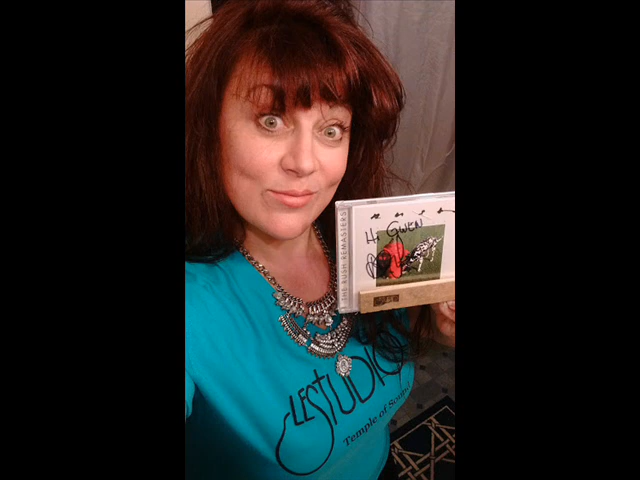 THE RUSH REMASTERS
Hi GWEN
LESTUDIO
Temple of Sound